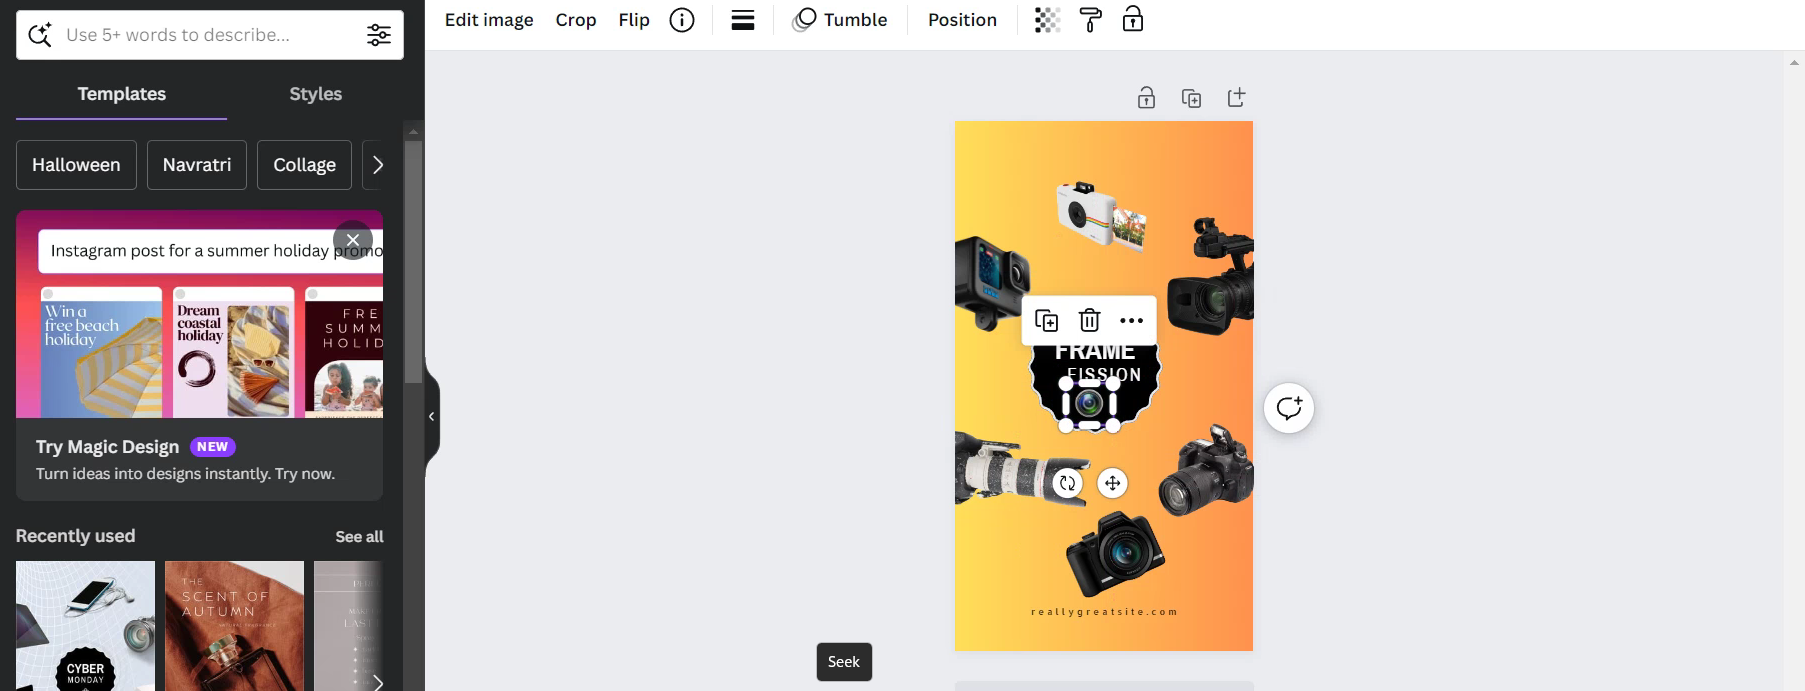 Use 5+ words to describe...
Edit image
Crop
Flip
Tumble
Position
Templates
Styles
Halloween
Navratri
Collage
Instagram post for a summer holiday promo
Win a
free beach
holiday
Dream
coastal
holiday
FRE
SUMM
HOLID
Try Magic Design
NEW
Turn ideas into designs instantly. Try now.
Recently used
See all
CYBER
MONDAY
THE
SCENT OF
AUTUMN
NATURAL FRAGRANCE
FRAME
FISSION
reallygreatsite.com
Seek